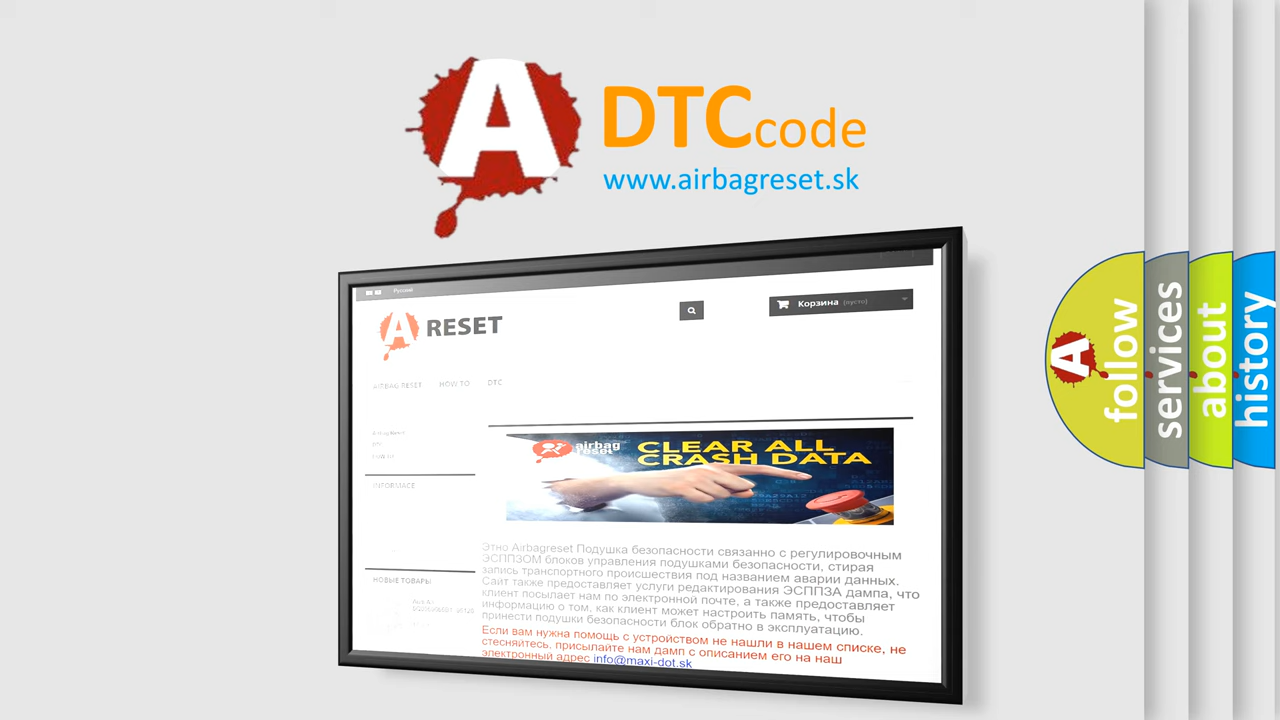 A DTCcode
www.airbagreset.sk
Русский
A RESET
Корзина (пусто)
AIRBAG RESET HOW TO DTC
Airbag Reset
DTC
INFORMACE
airbag
reset
CLEAR ALL
CRASH DATA
Этно Airbagreset Подушка безопасности связанно с регулировочным
ЭСППЗОМ блоков управления подушками безопасности, стирая
запись транспортного происшествия под названием аварии данных.
Сайт также предоставляет услуги редактирования ЭСППЗА дампа, что
клиент посылает нам по электронной почте, а также предоставляет
информацию о том, как клиент может настроить память, чтобы
принести подушки безопасности блок обратно в эксплуатацию.
Если вам нужна помощь с устройством не нашли в нашем списке, не
стесняйтесь, присылайте нам дамп с описанием его на наш
электронный адрес info@maxi-dot.sk
НОВЫЕ ТОВАРЫ
A follow
services
about
history